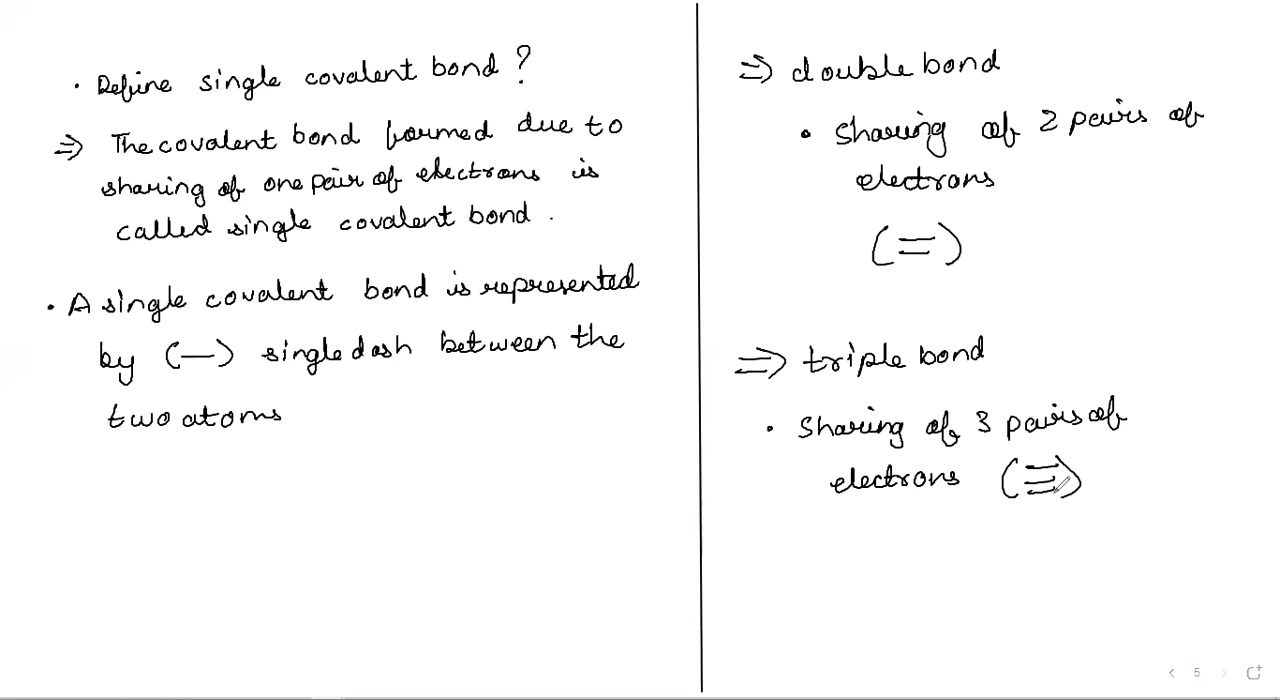 • Define single covalent bond ?
⇒ The covalent bond formed due to
sharing of one pair of electrons is
called single covalent bond .
• A single covalent bond is represented
by (—) single dash between the
two atoms
⇒ double bond
• Sharing of 2 pairs of
electrons
(=)
⇒ triple bond
• Sharing of 3 pairs of
electrons (≡)
< 5 >